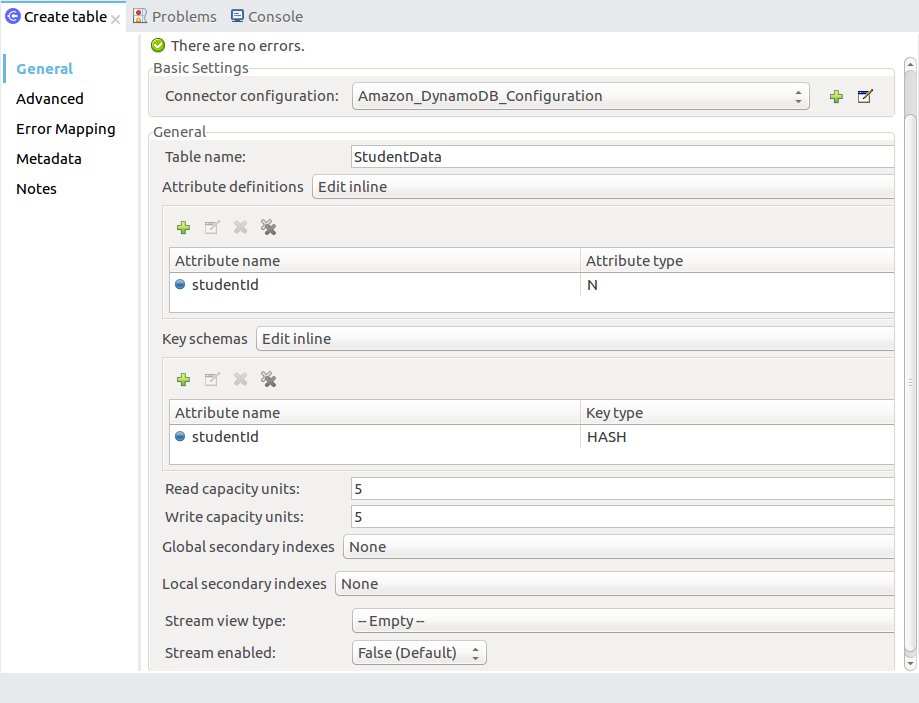 Create table Problems Console
There are no errors.
General
Advanced
Error Mapping
Metadata
Notes
Basic Settings
Connector configuration: Amazon_DynamoDB_Configuration
General
Table name: StudentData
Attribute definitions Edit inline
Attribute name Attribute type
studentId N
Key schemas Edit inline
Attribute name Key type
studentId HASH
Read capacity units: 5
Write capacity units: 5
Global secondary indexes None
Local secondary indexes None
Stream view type: -- Empty --
Stream enabled: False (Default)